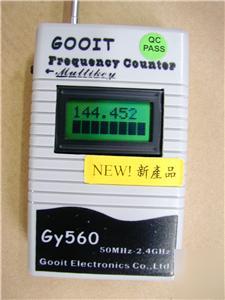 GOOIT
QC
PASS
Frequency Counter
Multikey
144.452
NEW! 新產品
Gy560
50MHz-2.4GHz
Gooit Electronics Co.,Ltd